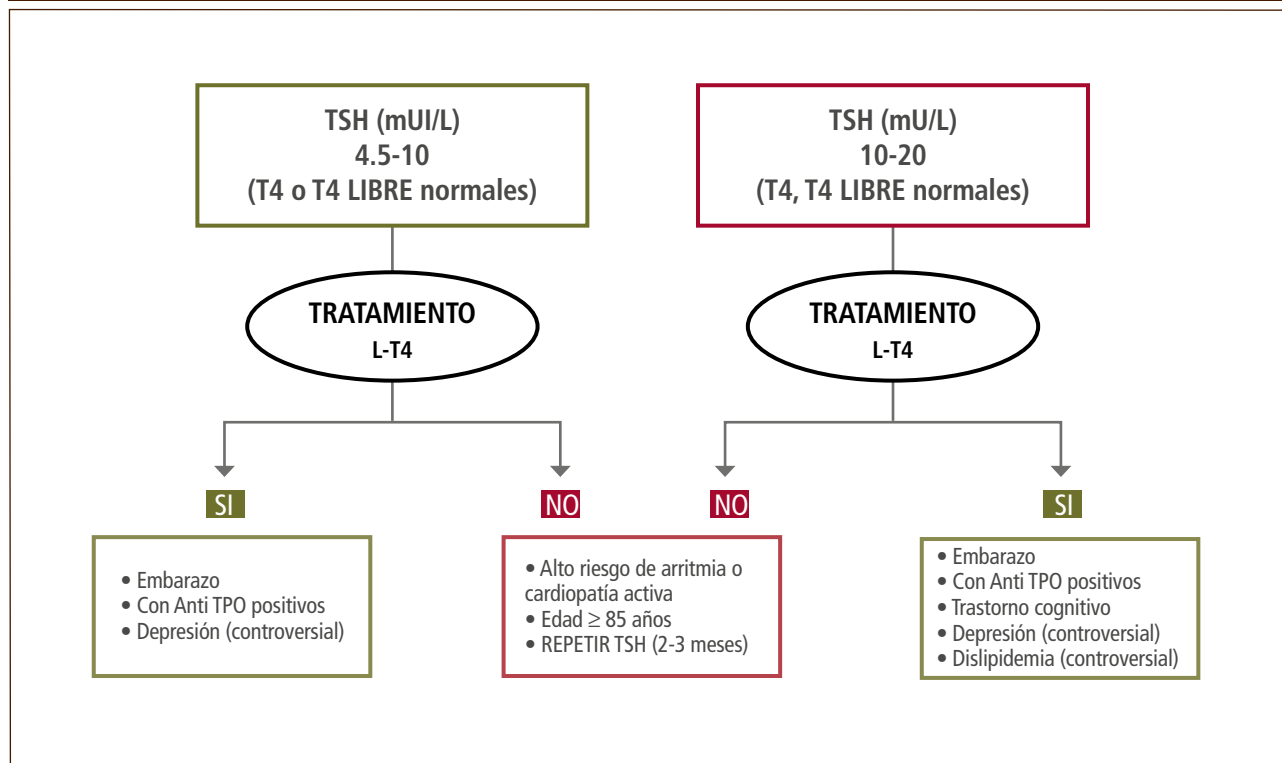 TSH (mUI/L)
4.5-10
(T4 o T4 LIBRE normales)
TSH (mU/L)
10-20
(T4, T4 LIBRE normales)
TRATAMIENTO
L-T4
TRATAMIENTO
L-T4
SI
NO
NO
SI
• Embarazo
• Con Anti TPO positivos
• Depresión (controversial)
• Alto riesgo de arritmia o
cardiopatía activa
• Edad ≥ 85 años
• REPETIR TSH (2-3 meses)
• Embarazo
• Con Anti TPO positivos
• Trastorno cognitivo
• Depresión (controversial)
• Dislipidemia (controversial)